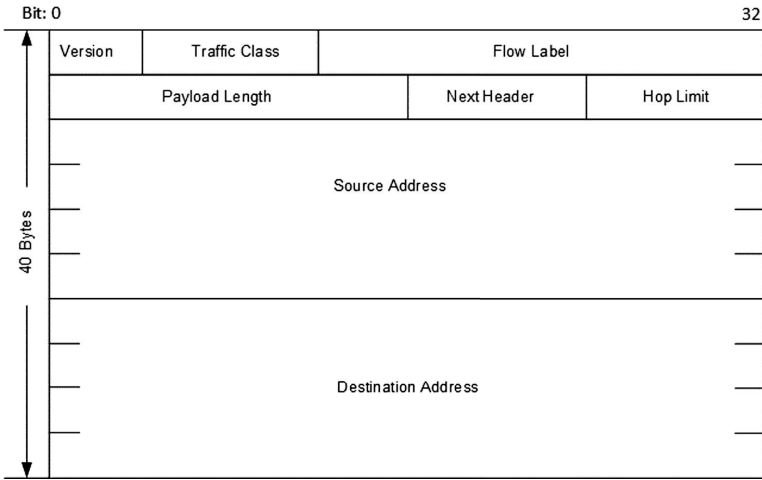 Bit: 0 32
Version Traffic Class Flow Label
Payload Length Next Header Hop Limit
Source Address
40 Bytes
Destination Address